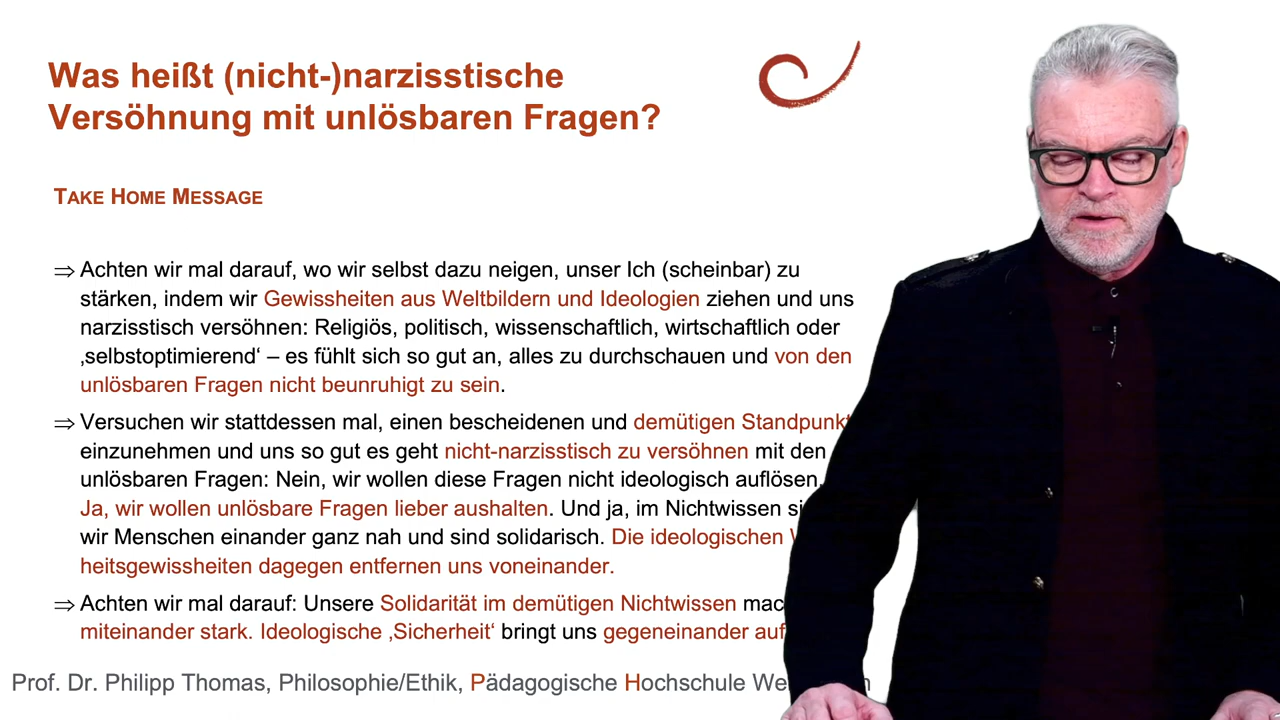 Was heißt (nicht-)narzisstische
Versöhnung mit unlösbaren Fragen?
TAKE HOME MESSAGE
⇒ Achten wir mal darauf, wo wir selbst dazu neigen, unser Ich (scheinbar) zu
stärken, indem wir Gewissheiten aus Weltbildern und Ideologien ziehen und uns
narzisstisch versöhnen: Religiös, politisch, wissenschaftlich, wirtschaftlich oder
‚selbstoptimierend‘ – es fühlt sich so gut an, alles zu durchschauen und von den
unlösbaren Fragen nicht beunruhigt zu sein.
⇒ Versuchen wir stattdessen mal, einen bescheidenen und demütigen Standpunkt
einzunehmen und uns so gut es geht nicht-narzisstisch zu versöhnen mit den
unlösbaren Fragen: Nein, wir wollen diese Fragen nicht ideologisch auflösen.
Ja, wir wollen unlösbare Fragen lieber aushalten. Und ja, im Nichtwissen
wir Menschen einander ganz nah und sind solidarisch. Die ideologischen
heitsgewissheiten dagegen entfernen uns voneinander.
⇒ Achten wir mal darauf: Unsere Solidarität im demütigen Nichtwissen
miteinander stark. Ideologische ‚Sicherheit‘ bringt uns gegeneinander auf
Prof. Dr. Philipp Thomas, Philosophie/Ethik, Pädagogische Hochschule